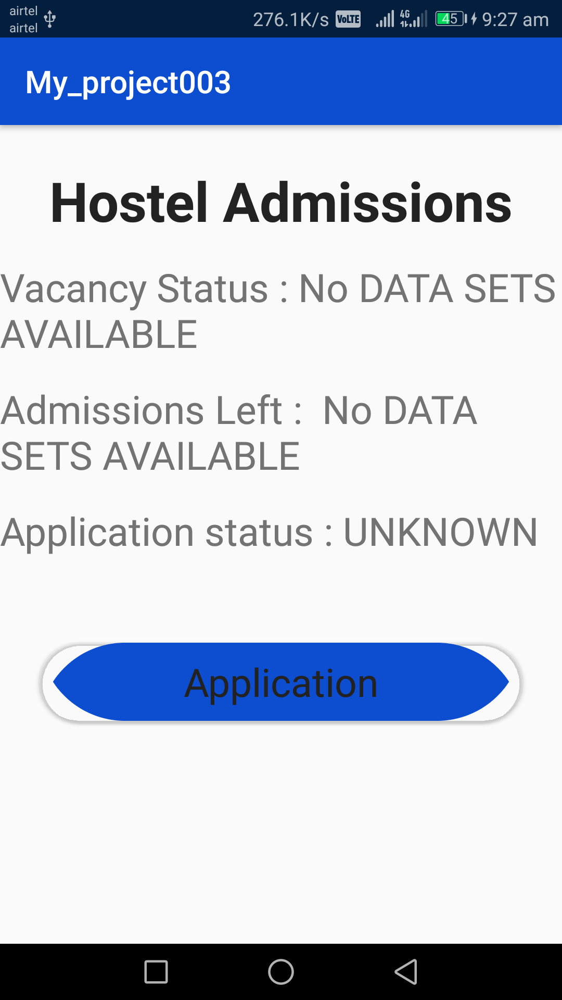 airtel
airtel
276.1K/s VoLTE 4G 45 9:27 am
My_project003
Hostel Admissions
Vacancy Status : No DATA SETS
AVAILABLE
Admissions Left :  No DATA
SETS AVAILABLE
Application status : UNKNOWN
Application